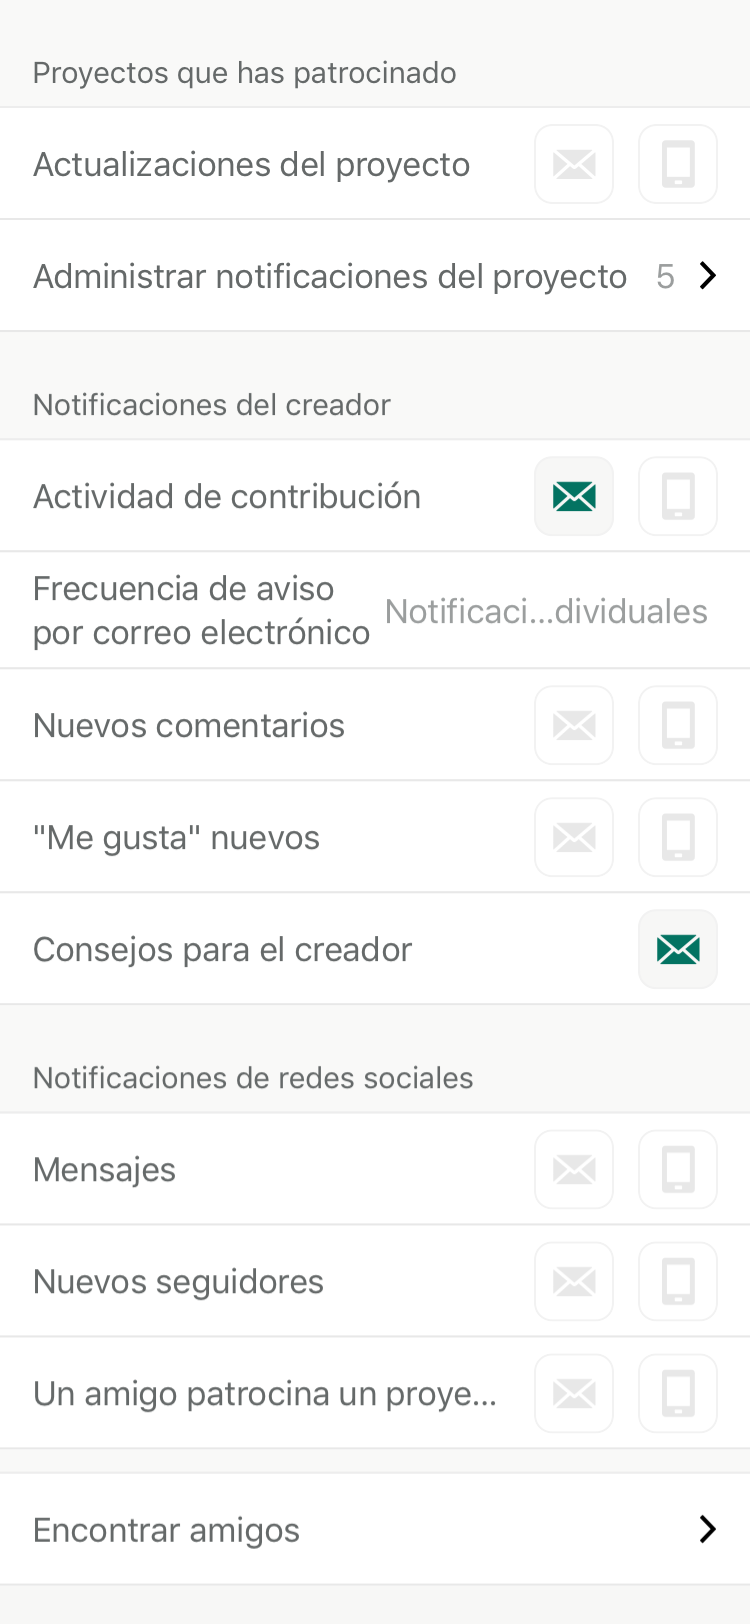 Proyectos que has patrocinado
Actualizaciones del proyecto
Administrar notificaciones del proyecto 5
Notificaciones del creador
Actividad de contribución
Frecuencia de aviso
por correo electrónico
Notificaci...dividuales
Nuevos comentarios
"Me gusta" nuevos
Consejos para el creador
Notificaciones de redes sociales
Mensajes
Nuevos seguidores
Un amigo patrocina un proye...
Encontrar amigos